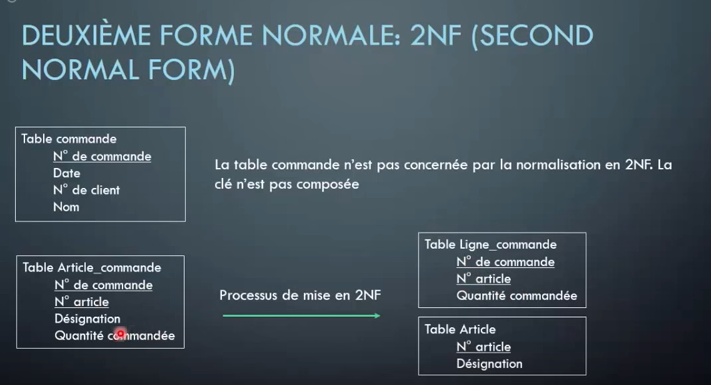 DEUXIÈME FORME NORMALE: 2NF (SECOND
NORMAL FORM)
Table commande
N° de commande
Date
N° de client
Nom
La table commande n'est pas concernée par la normalisation en 2NF. La
clé n'est pas composée
Table Article_commande
N° de commande
N° article
Désignation
Quantité commandée
Processus de mise en 2NF
Table Ligne_commande
N° de commande
N° article
Quantité commandée
Table Article
N° article
Désignation